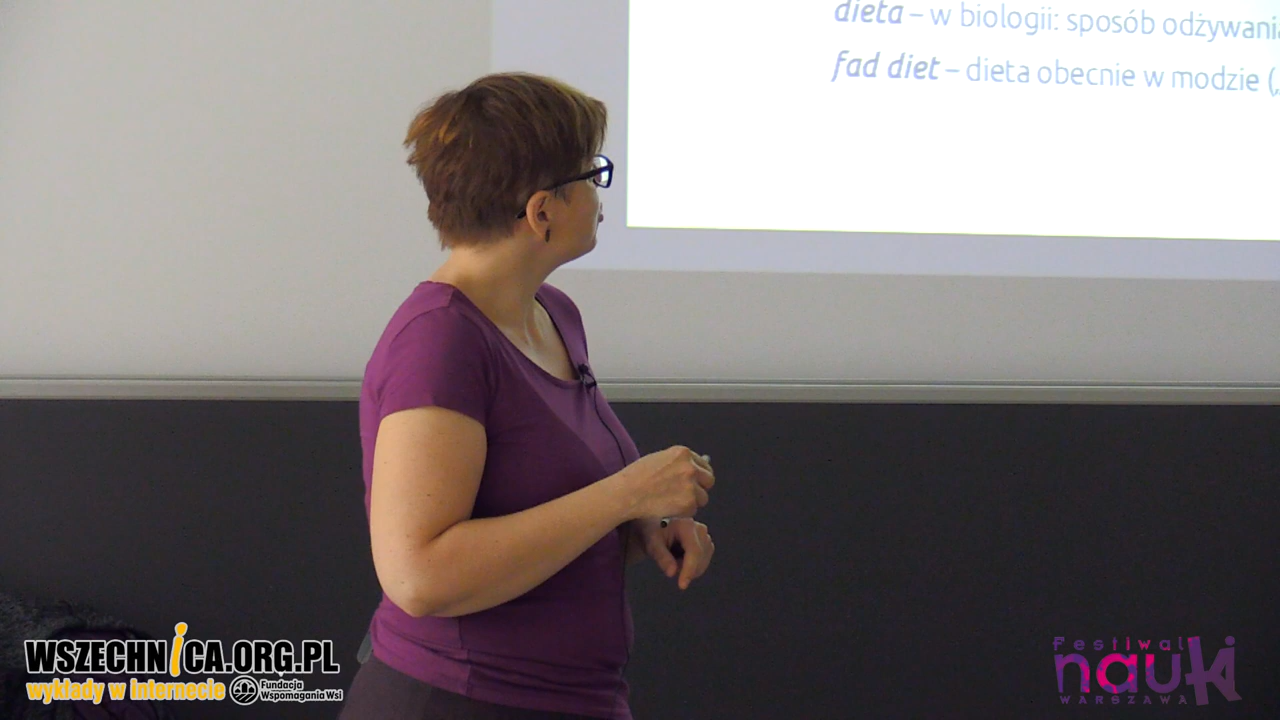 dieta – w biologii: sposób
fad diet – dieta obecnie w modzie
WSZECHNICA.ORG.PL
wykłady w internecie
Fundacja
Wspomagania Wsi
Festiwal
nauki
WARSZAWA